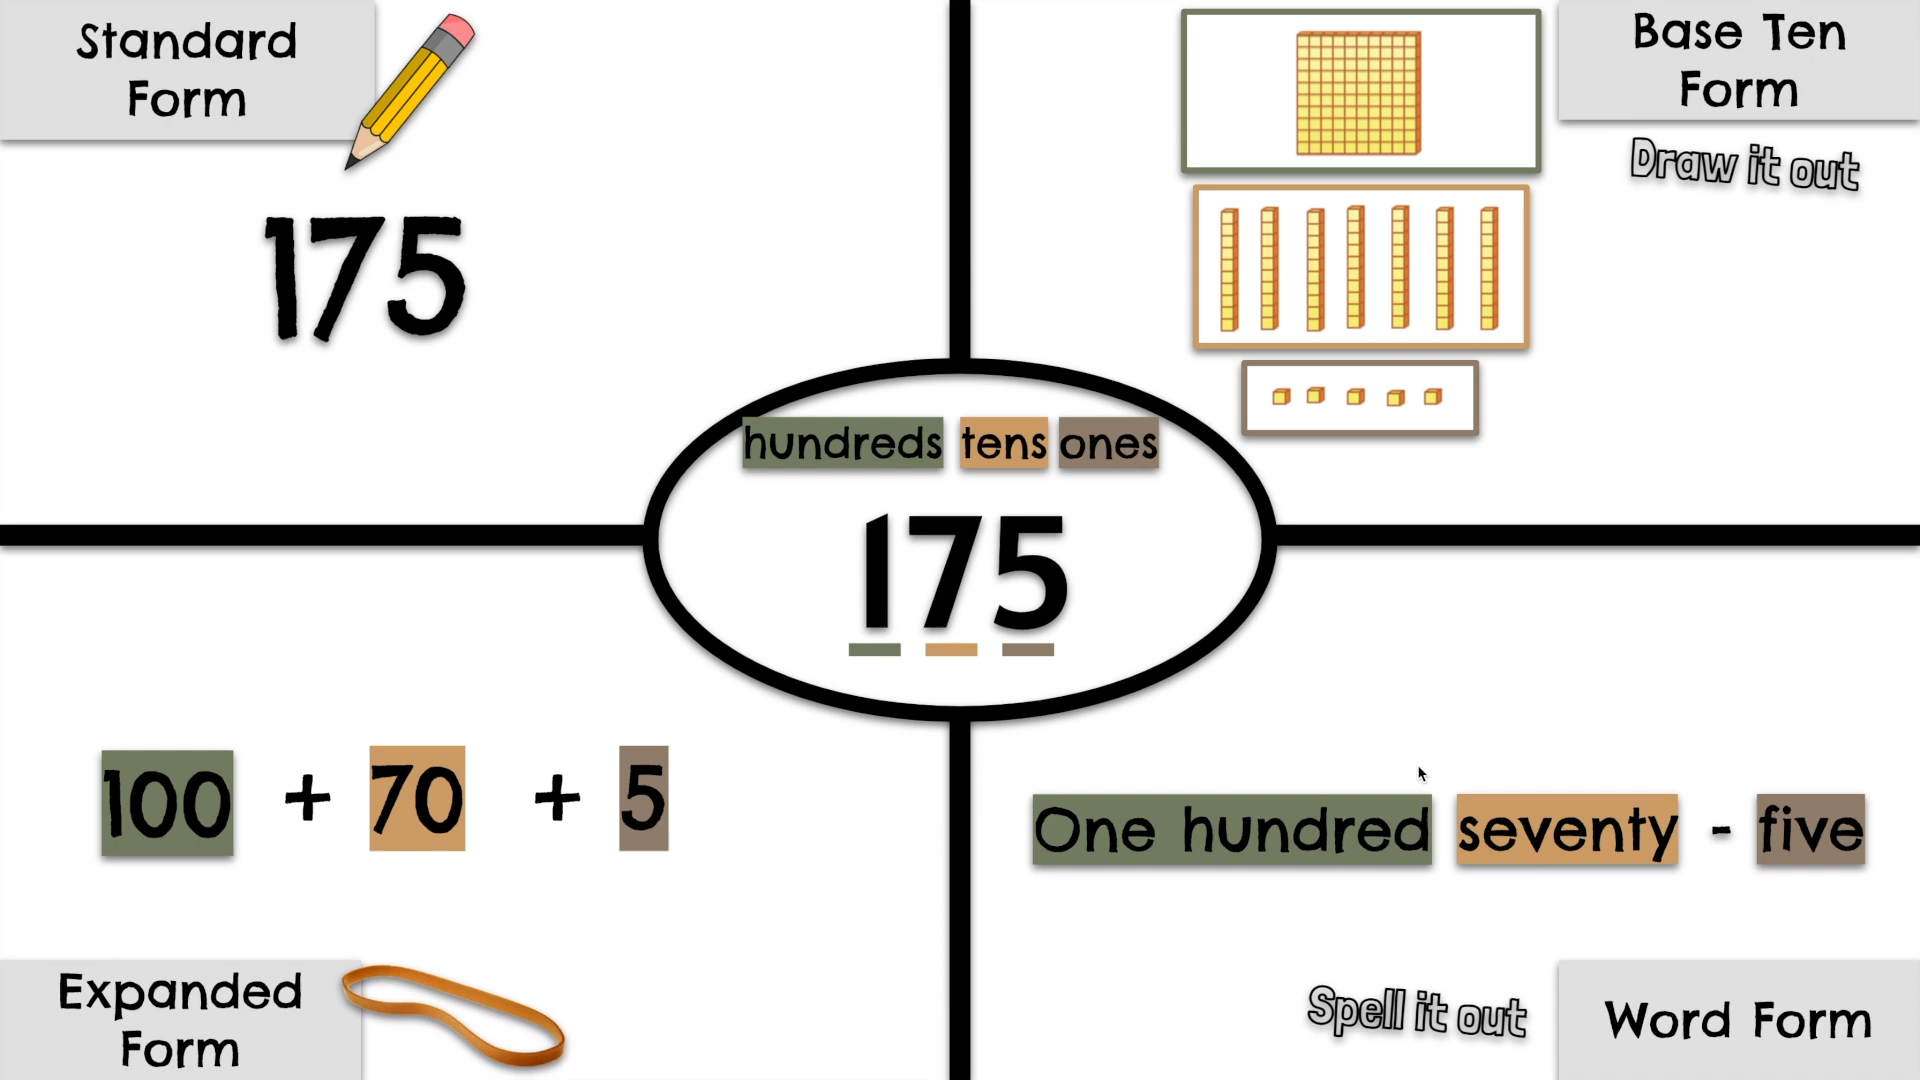 Standard
Form
175
Base Ten
Form
Draw it out
hundreds tens ones
175
100 + 70 + 5
Expanded
Form
One hundred seventy - five
Spell it out
Word Form